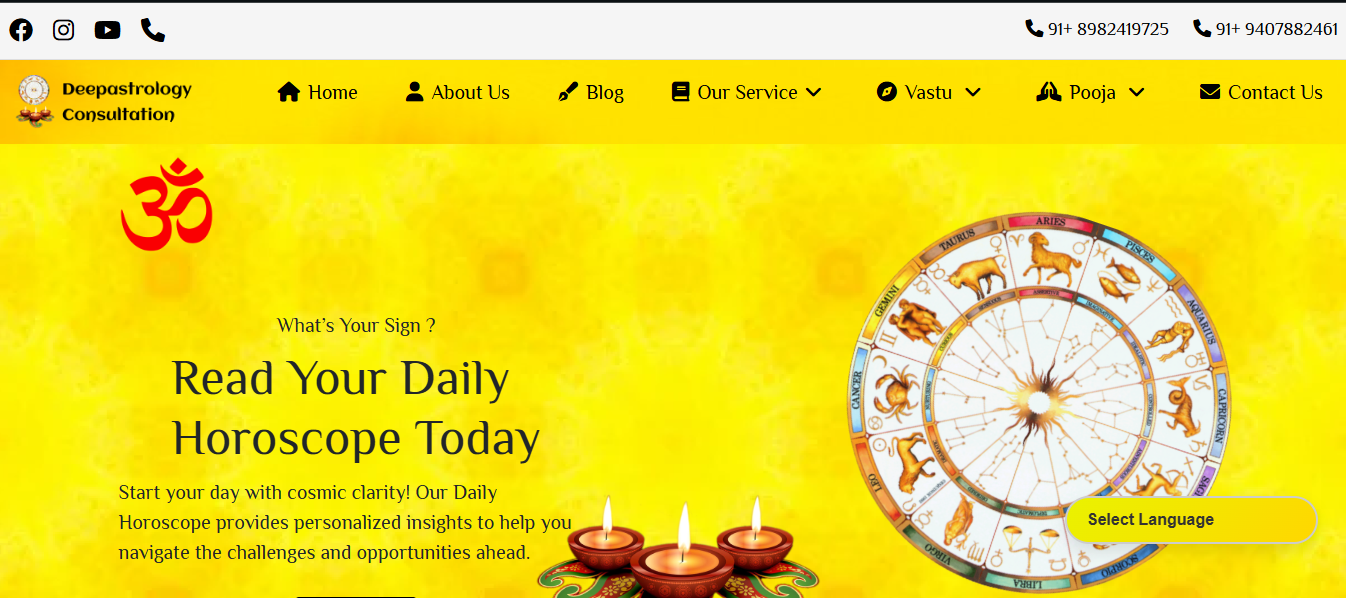 91+ 8982419725 91+ 9407882461
Deepastrology
Consultation
Home About Us Blog Our Service Vastu Pooja Contact Us
ॐ
What's Your Sign ?
Read Your Daily
Horoscope Today
Start your day with cosmic clarity! Our Daily
Horoscope provides personalized insights to help you
navigate the challenges and opportunities ahead.
ARIES
PISCES
AQUARIUS
CAPRICORN
SCORPIO
LIBRA
VIRGO
LEO
CANCER
GEMINI
TAURUS
Select Language